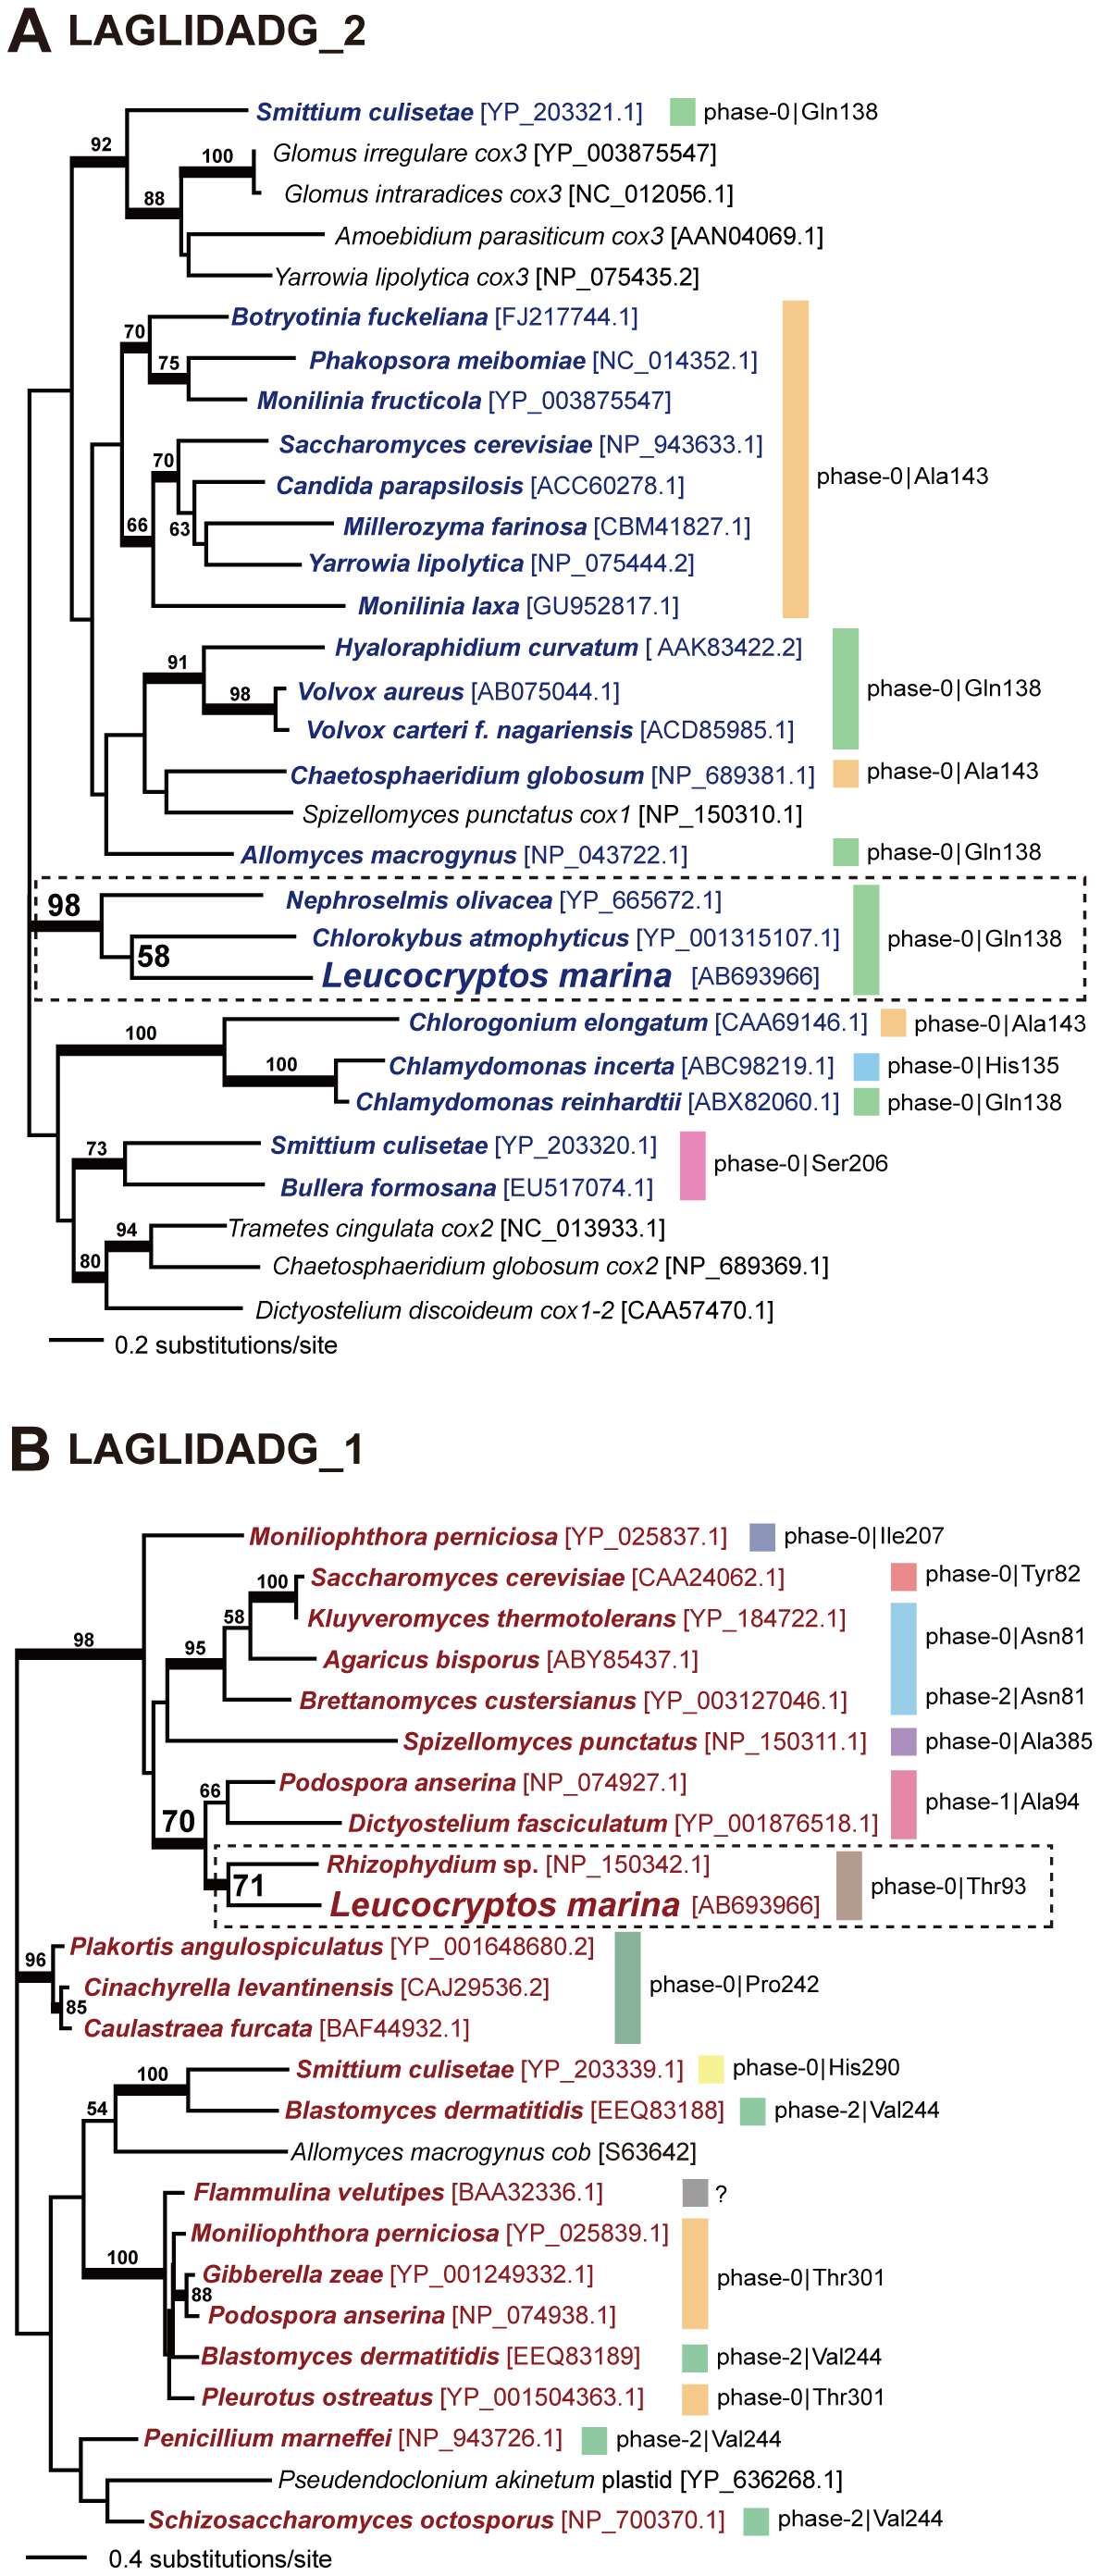 A LAGLIDADG_2
Smittium culisetae [YP_203321.1] phase-0|Gln138
92
100 Glomus irregulare cox3 [YP_003875547]
Glomus intraradices cox3 [NC_012056.1]
88
Amoebidium parasiticum cox3 [AAN04069.1]
Yarrowia lipolytica cox3 [NP_075435.2]
Botryotinia fuckeliana [FJ217744.1]
70
75 Phakopsora meibomiae [NC_014352.1]
Monilinia fructicola [YP_003875547]
Saccharomyces cerevisiae [NP_943633.1]
70
phase-0|Ala143
Candida parapsilosis [ACC60278.1]
66 63 Millerozyma farinosa [CBM41827.1]
Yarrowia lipolytica [NP_075444.2]
Monilinia laxa [GU952817.1]
Hyaloraphidium curvatum [ AAK83422.2]
91
98 Volvox aureus [AB075044.1] phase-0|Gln138
Volvox carteri f. nagariensis [ACD85985.1]
Chaetosphaeridium globosum [NP_689381.1] phase-0|Ala143
Spizellomyces punctatus cox1 [NP_150310.1]
Allomyces macrogynus [NP_043722.1] phase-0|Gln138
98 Nephroselmis olivacea [YP_665672.1]
Chlorokybus atmophyticus [YP_001315107.1] phase-0|Gln138
58
Leucocryptos marina [AB693966]
Chlorogonium elongatum [CAA69146.1] phase-0|Ala143
100
100 Chlamydomonas incerta [ABC98219.1] phase-0|His135
Chlamydomonas reinhardtii [ABX82060.1] phase-0|Gln138
73 Smittium culisetae [YP_203320.1]
phase-0|Ser206
Bullera formosana [EU517074.1]
94 Trametes cingulata cox2 [NC_013933.1]
80 Chaetosphaeridium globosum cox2 [NP_689369.1]
Dictyostelium discoideum cox1-2 [CAA57470.1]
0.2 substitutions/site
B LAGLIDADG_1
Moniliophthora perniciosa [YP_025837.1] phase-0|Ile207
100 Saccharomyces cerevisiae [CAA24062.1] phase-0|Tyr82
58 Kluyveromyces thermotolerans [YP_184722.1]
phase-0|Asn81
98 95
Agaricus bisporus [ABY85437.1]
Brettanomyces custersianus [YP_003127046.1] phase-2|Asn81
Spizellomyces punctatus [NP_150311.1] phase-0|Ala385
66 Podospora anserina [NP_074927.1]
phase-1|Ala94
70 Dictyostelium fasciculatum [YP_001876518.1]
Rhizophydium sp. [NP_150342.1]
71 phase-0|Thr93
Leucocryptos marina [AB693966]
96 Plakortis angulospiculatus [YP_001648680.2]
Cinachyrella levantinensis [CAJ29536.2] phase-0|Pro242
85
Caulastraea furcata [BAF44932.1]
100 Smittium culisetae [YP_203339.1] phase-0|His290
54 Blastomyces dermatitidis [EEQ83188] phase-2|Val244
Allomyces macrogynus cob [S63642]
Flammulina velutipes [BAA32336.1] ?
Moniliophthora perniciosa [YP_025839.1]
100
Gibberella zeae [YP_001249332.1] phase-0|Thr301
88
Podospora anserina [NP_074938.1]
Blastomyces dermatitidis [EEQ83189] phase-2|Val244
Pleurotus ostreatus [YP_001504363.1] phase-0|Thr301
Penicillium marneffei [NP_943726.1] phase-2|Val244
Pseudendoclonium akinetum plastid [YP_636268.1]
Schizosaccharomyces octosporus [NP_700370.1] phase-2|Val244
0.4 substitutions/site